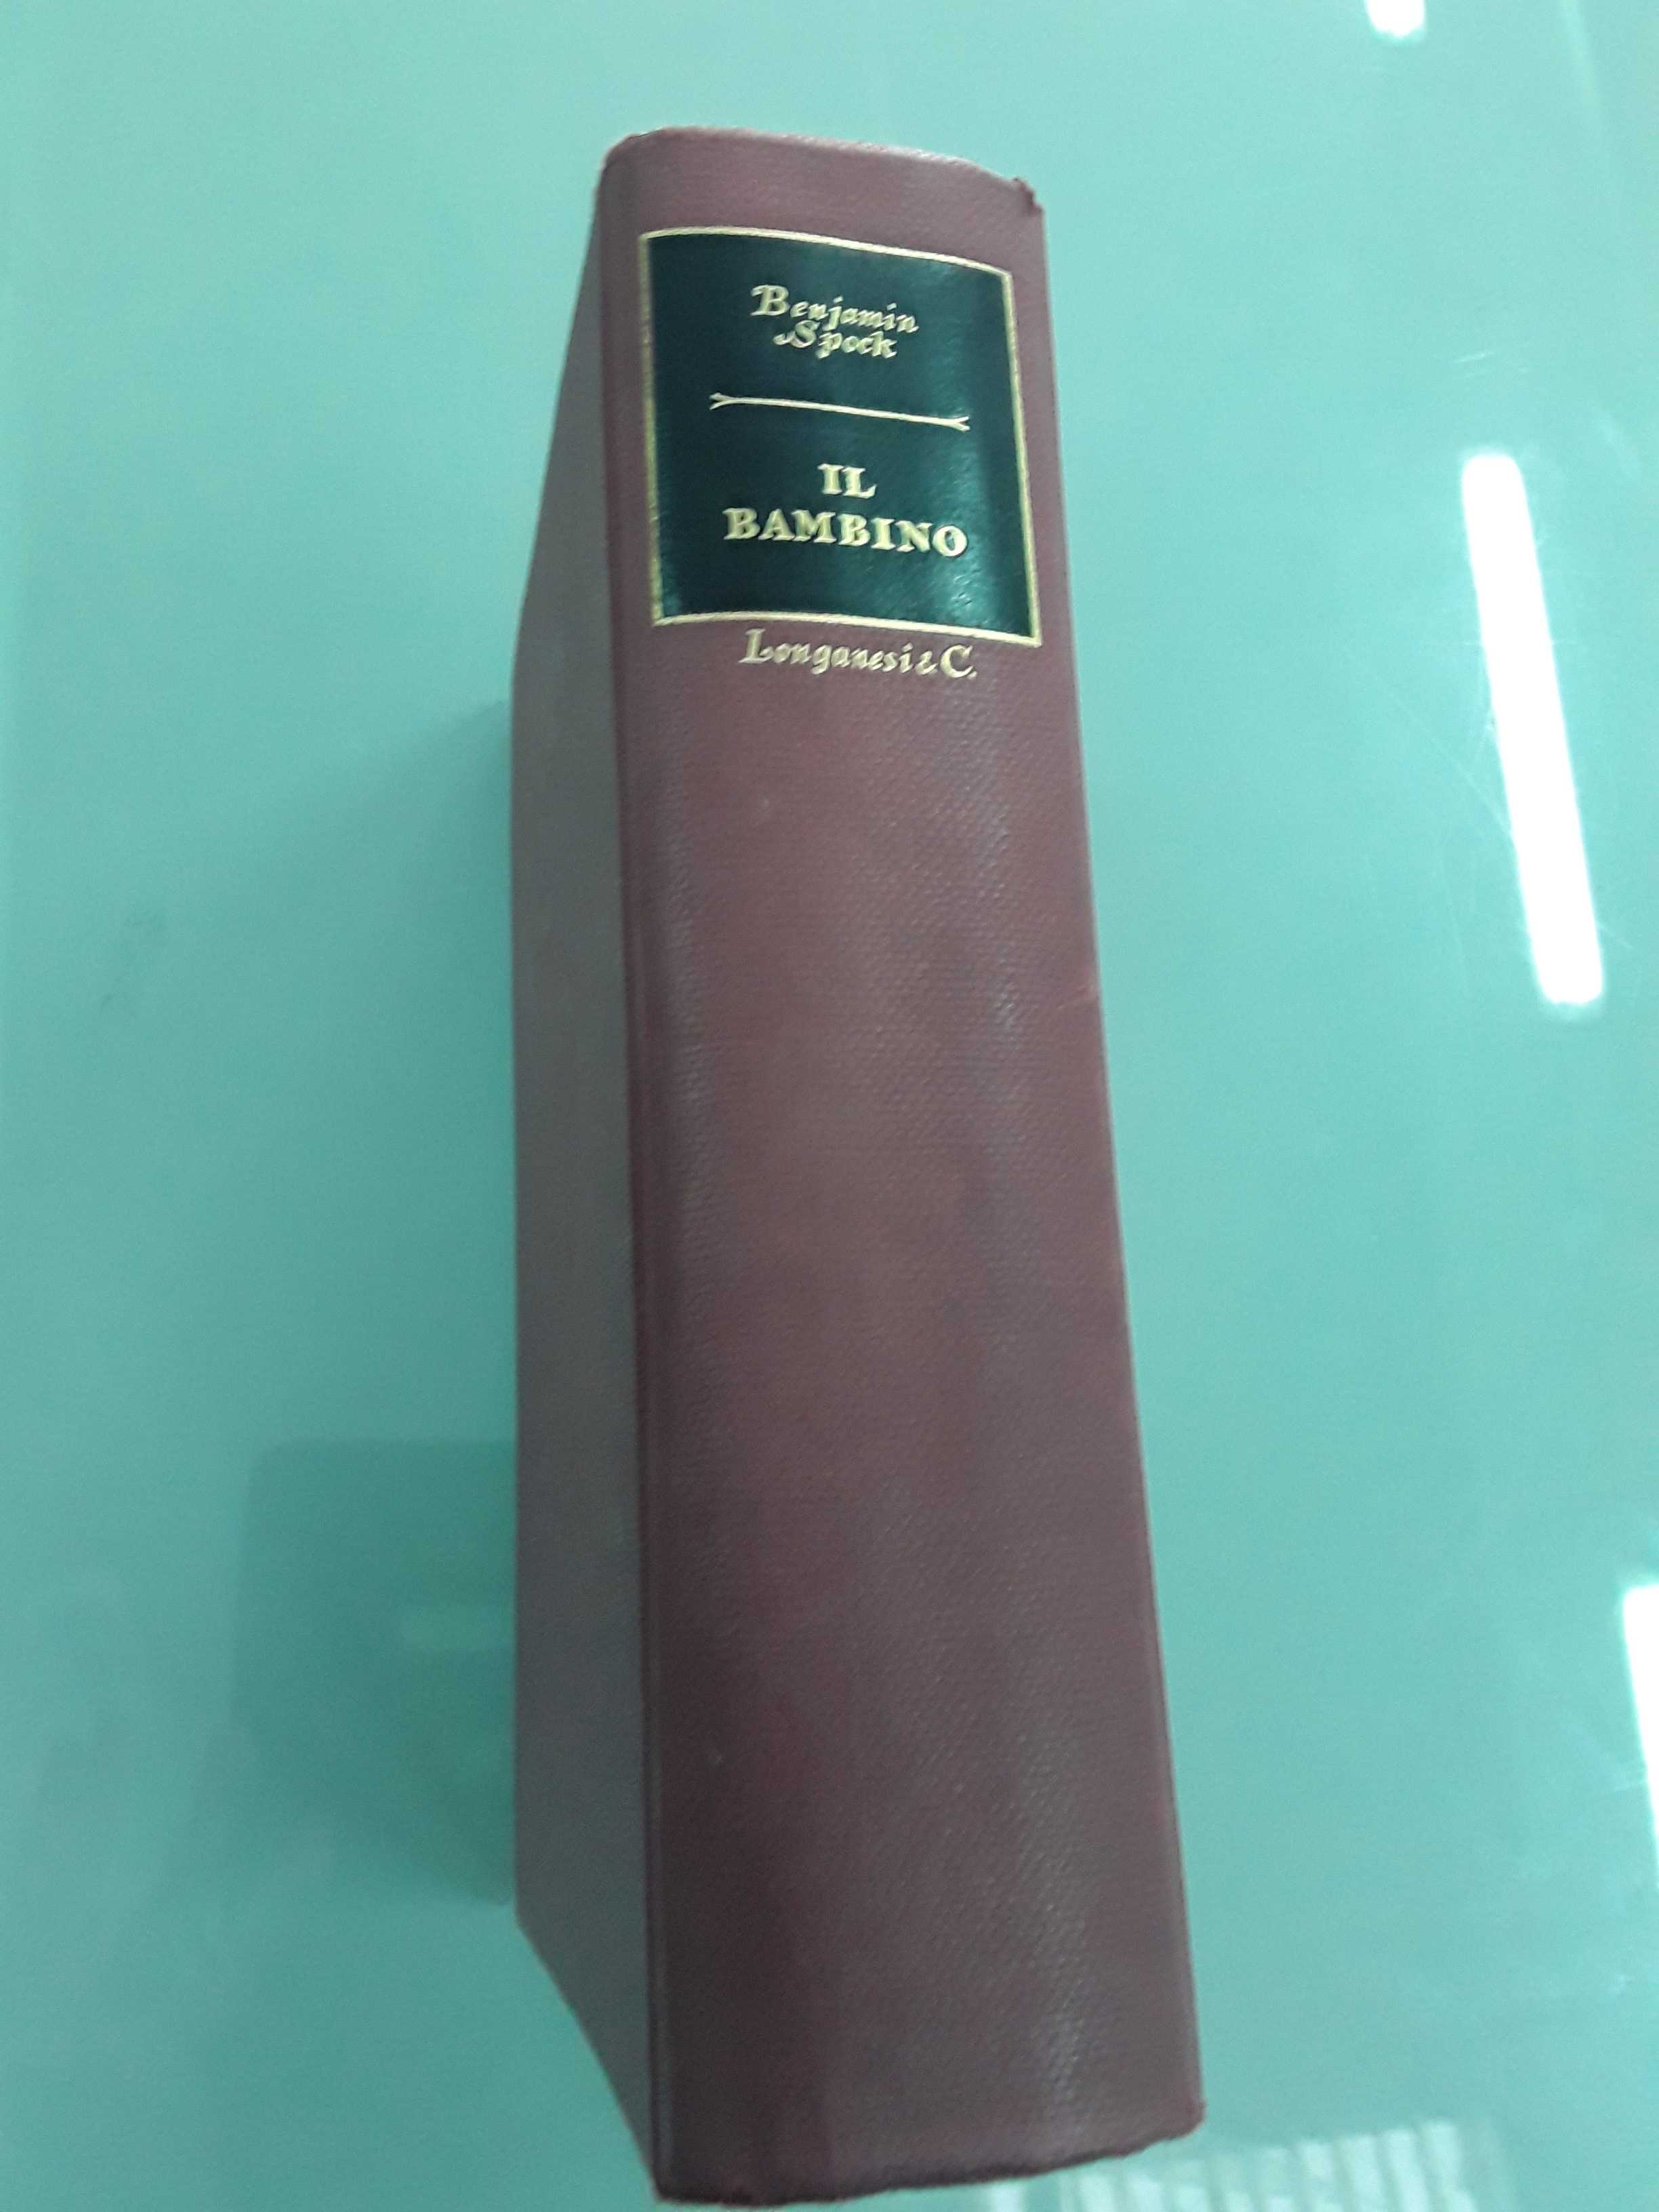 Benjamin
Spock
IL
BAMBINO
Longanesi & C.